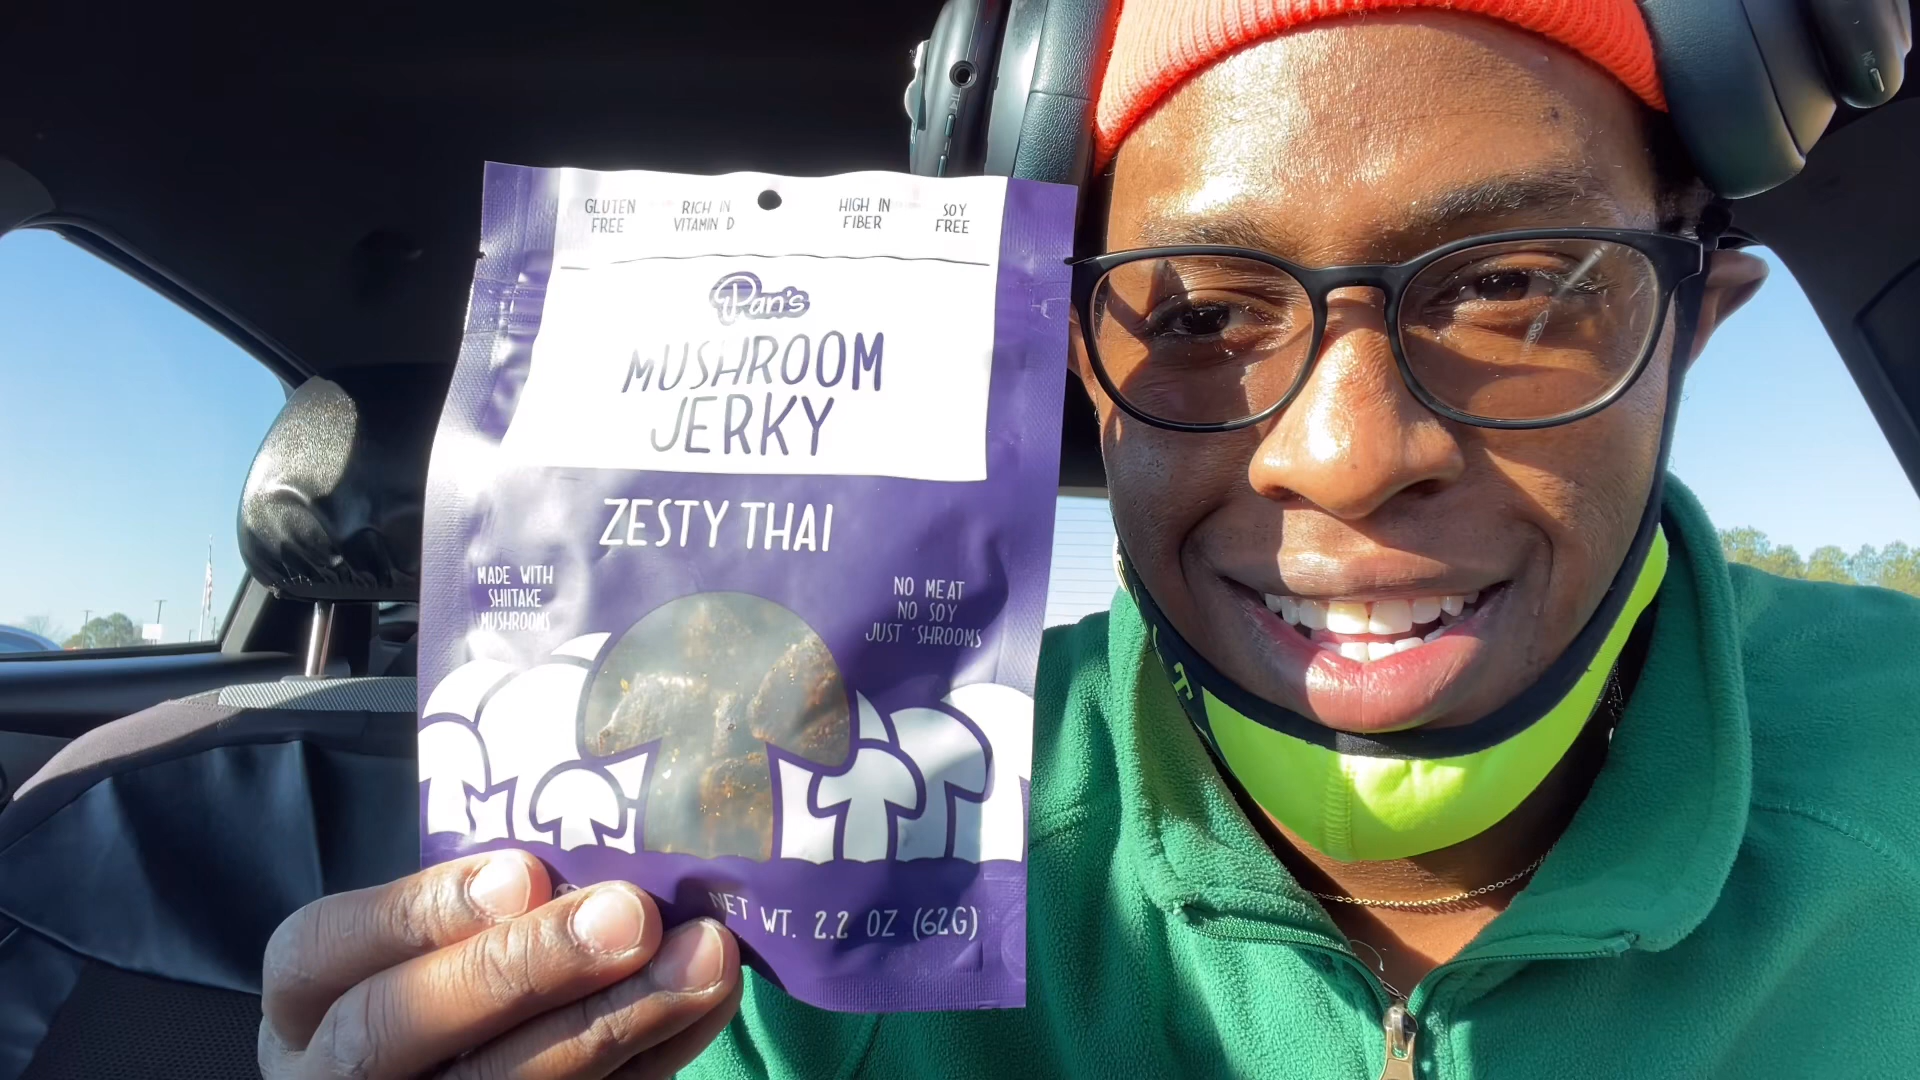 GLUTEN
FREE
RICH IN
VITAMIN D
HIGH IN
FIBER
SOY
FREE
Pan's
MUSHROOM
JERKY
ZESTY THAI
MADE WITH
SHIITAKE
MUSHROOMS
NO MEAT
NO SOY
JUST 'SHROOMS
NET WT. 2.2 OZ (62G)
NC